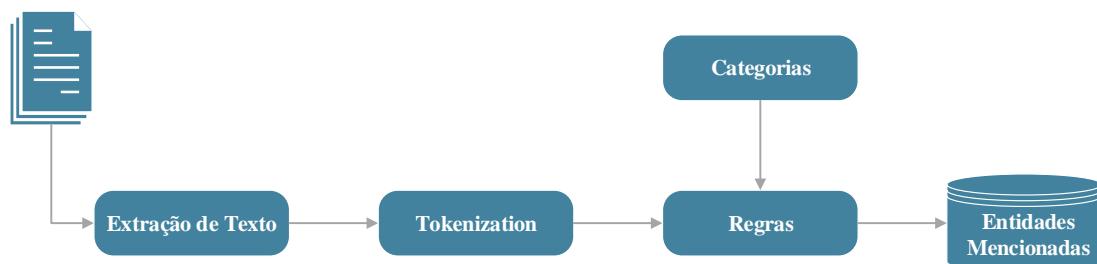 Categorias
Extração de Texto
Tokenization
Regras
Entidades
Mencionadas